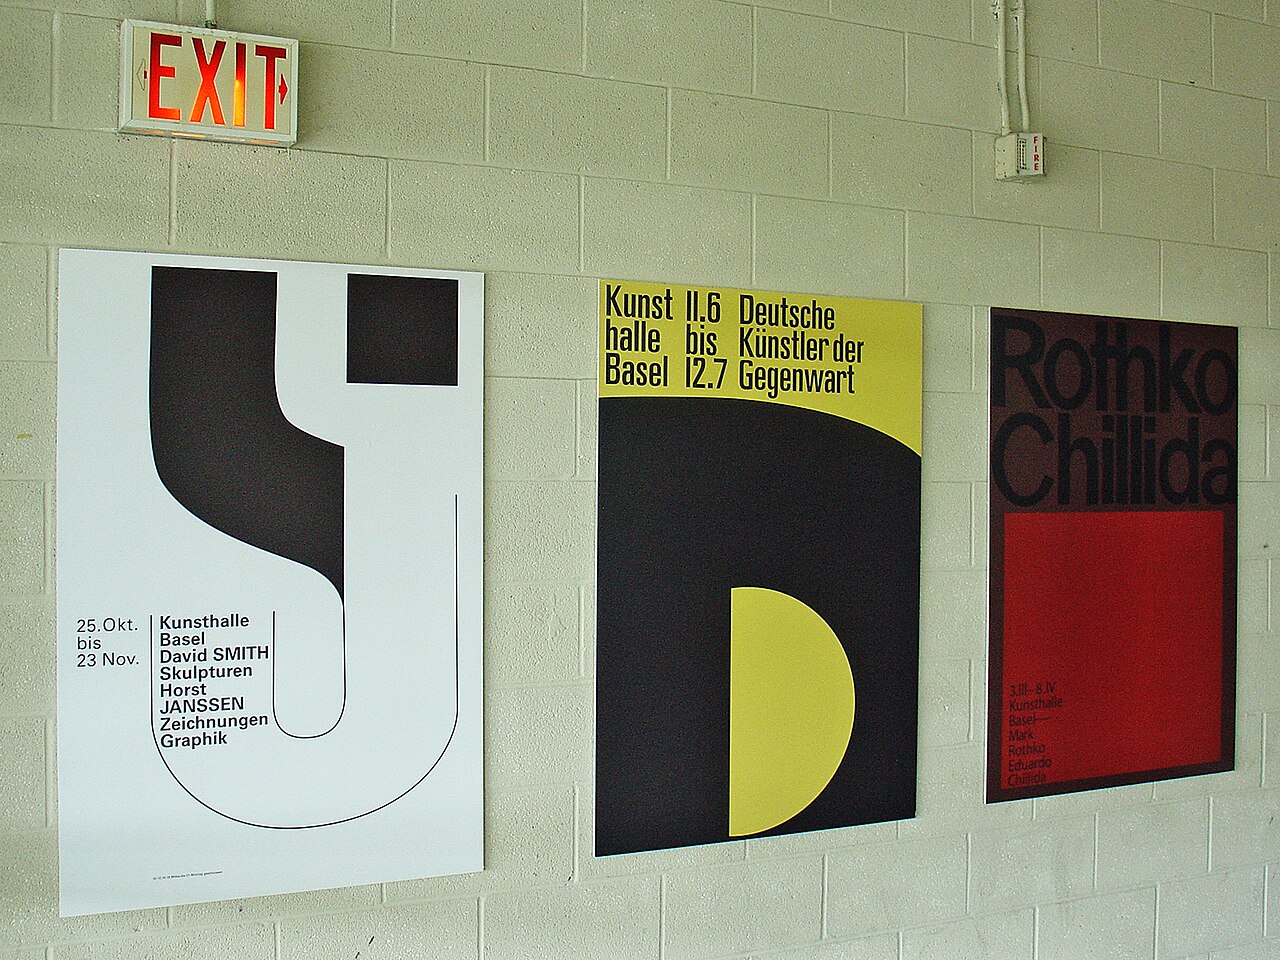 EXIT
FIRE
25.Okt.
bis
23 Nov.
Kunsthalle
Basel
David SMITH
Skulpturen
Horst
JANSSEN
Zeichnungen
Graphik
Kunst
halle
Basel
11.6
bis
12.7
Deutsche
Künstler der
Gegenwart
Rothko
Chillida
3.III–8.IV
Kunsthalle
Basel—
Mark
Rothko
Eduardo
Chillida